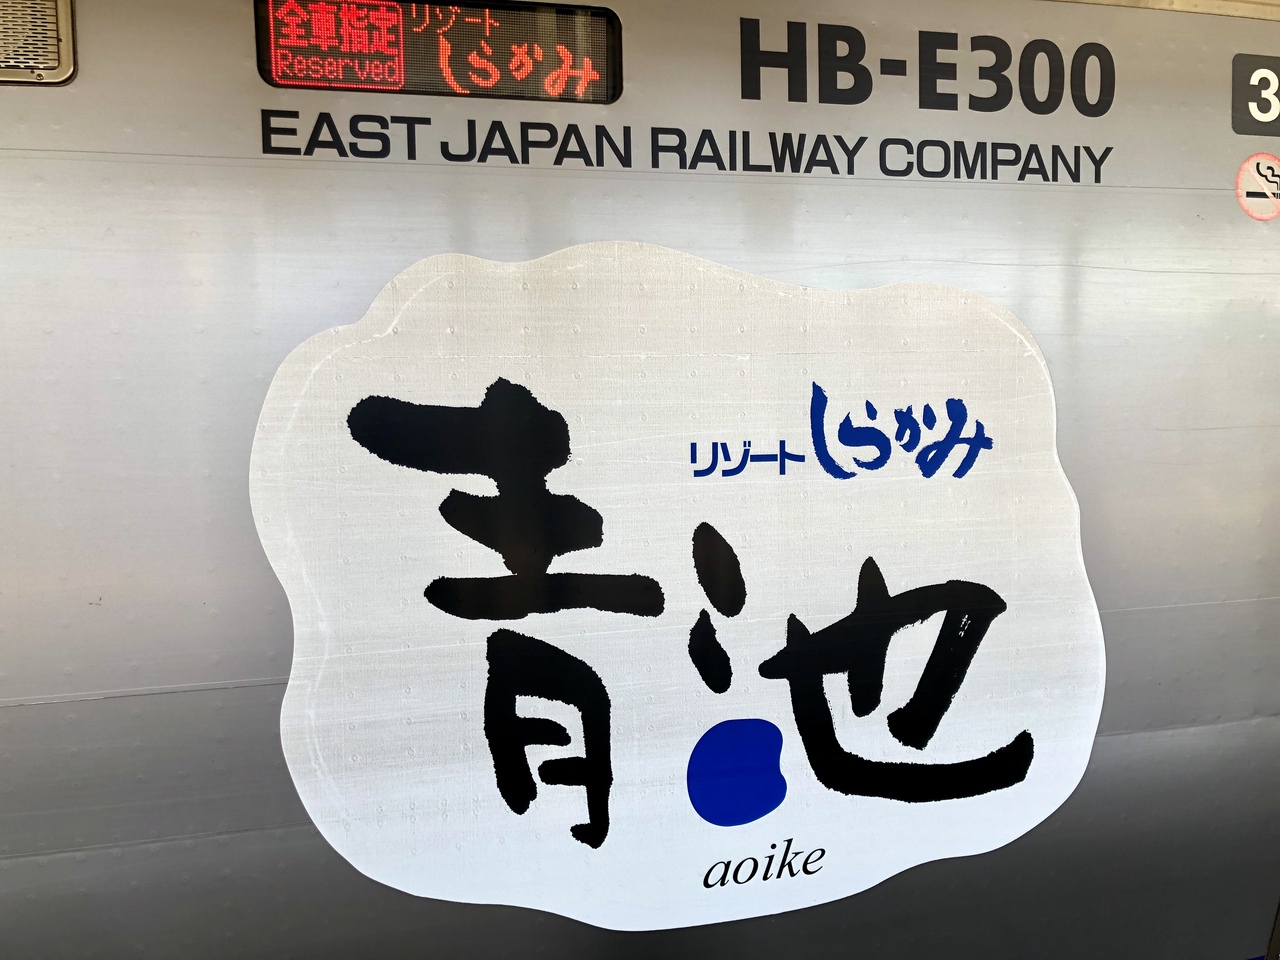 全車指定 リゾート
Reserved しらかみ
HB-E300
3
EAST JAPAN RAILWAY COMPANY
リゾートしらかみ
青池
aoike